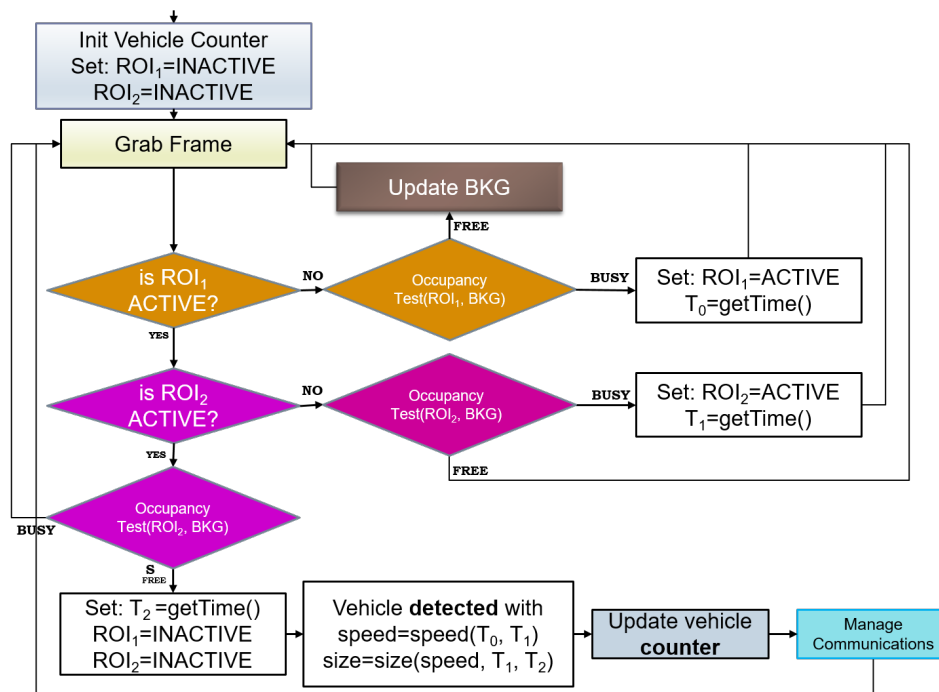 Init Vehicle Counter
Set: ROI₁=INACTIVE
ROI₂=INACTIVE
Grab Frame
Update BKG
FREE
is ROI₁
ACTIVE?
NO
Occupancy
Test(ROI₁, BKG)
BUSY
Set: ROI₁=ACTIVE
T₀=getTime()
YES
is ROI₂
ACTIVE?
NO
Occupancy
Test(ROI₂, BKG)
BUSY
Set: ROI₂=ACTIVE
T₁=getTime()
YES
FREE
Occupancy
Test(ROI₂, BKG)
BUSY
S
FREE
Set: T₂=getTime()
ROI₁=INACTIVE
ROI₂=INACTIVE
Vehicle detected with
speed=speed(T₀, T₁)
size=size(speed, T₁, T₂)
Update vehicle
counter
Manage
Communications